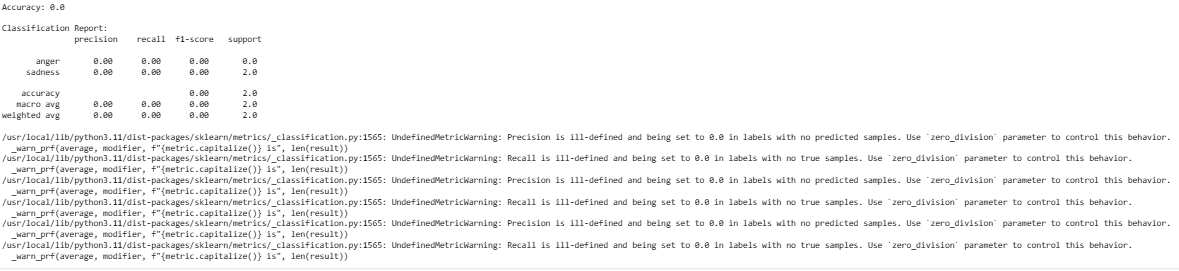 Accuracy: 0.0
Classification Report:
precision recall f1-score support
anger 0.00 0.00 0.00 0.0
sadness 0.00 0.00 0.00 2.0
accuracy 0.00 2.0
macro avg 0.00 0.00 0.00 2.0
weighted avg 0.00 0.00 0.00 2.0
/usr/local/lib/python3.11/dist-packages/sklearn/metrics/_classification.py:1565: UndefinedMetricWarning: Precision is ill-defined and being set to 0.0 in labels with no predicted samples. Use `zero_division` parameter to control this behavior.
_warn_prf(average, modifier, f"{metric.capitalize()} is", len(result))
/usr/local/lib/python3.11/dist-packages/sklearn/metrics/_classification.py:1565: UndefinedMetricWarning: Recall is ill-defined and being set to 0.0 in labels with no true samples. Use `zero_division` parameter to control this behavior.
_warn_prf(average, modifier, f"{metric.capitalize()} is", len(result))
/usr/local/lib/python3.11/dist-packages/sklearn/metrics/_classification.py:1565: UndefinedMetricWarning: Precision is ill-defined and being set to 0.0 in labels with no predicted samples. Use `zero_division` parameter to control this behavior.
_warn_prf(average, modifier, f"{metric.capitalize()} is", len(result))
/usr/local/lib/python3.11/dist-packages/sklearn/metrics/_classification.py:1565: UndefinedMetricWarning: Recall is ill-defined and being set to 0.0 in labels with no true samples. Use `zero_division` parameter to control this behavior.
_warn_prf(average, modifier, f"{metric.capitalize()} is", len(result))
/usr/local/lib/python3.11/dist-packages/sklearn/metrics/_classification.py:1565: UndefinedMetricWarning: Precision is ill-defined and being set to 0.0 in labels with no predicted samples. Use `zero_division` parameter to control this behavior.
_warn_prf(average, modifier, f"{metric.capitalize()} is", len(result))
/usr/local/lib/python3.11/dist-packages/sklearn/metrics/_classification.py:1565: UndefinedMetricWarning: Recall is ill-defined and being set to 0.0 in labels with no true samples. Use `zero_division` parameter to control this behavior.
_warn_prf(average, modifier, f"{metric.capitalize()} is", len(result))